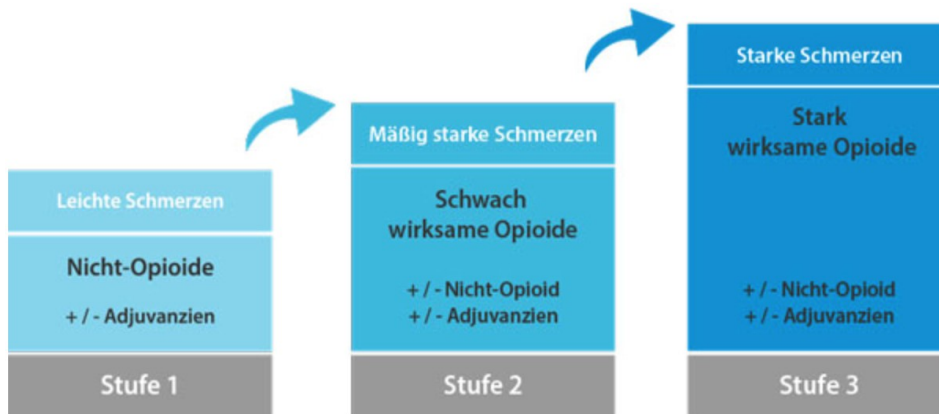 Leichte Schmerzen
Nicht-Opioide
+ / - Adjuvanzien
Stufe 1
Mäßig starke Schmerzen
Schwach
wirksame Opioide
+ / - Nicht-Opioid
+ / - Adjuvanzien
Stufe 2
Starke Schmerzen
Stark
wirksame Opioide
+ / - Nicht-Opioid
+ / - Adjuvanzien
Stufe 3